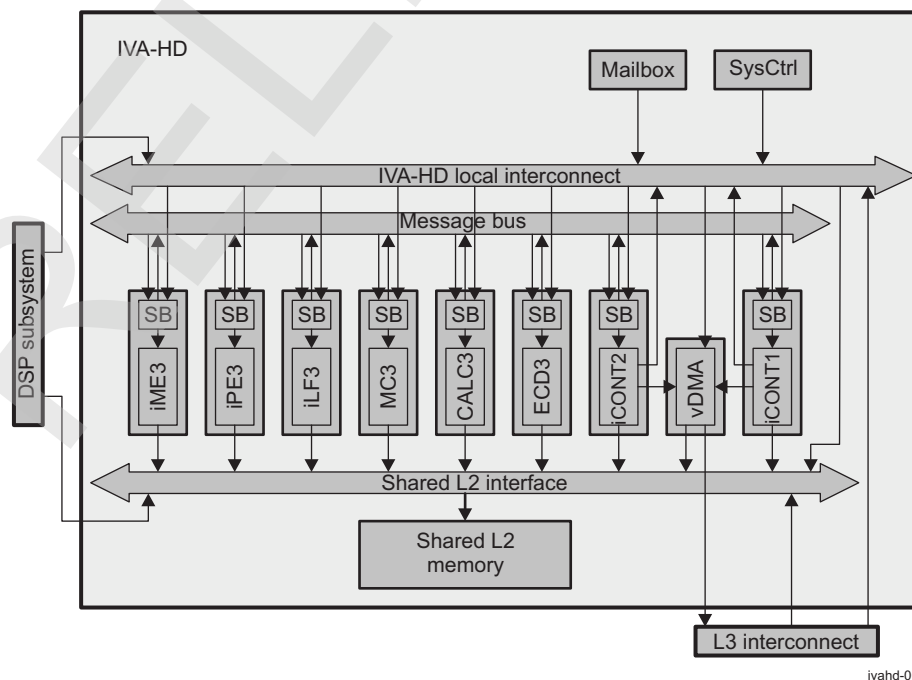 IVA-HD
Mailbox
SysCtrl
IVA-HD local interconnect
Message bus
DSP subsystem
SB
SB
SB
SB
SB
SB
SB
SB
iME3
iPE3
iLF3
MC3
CALC3
ECD3
iCONT2
vDMA
iCONT1
Shared L2 interface
Shared L2
memory
L3 interconnect
ivahd-0